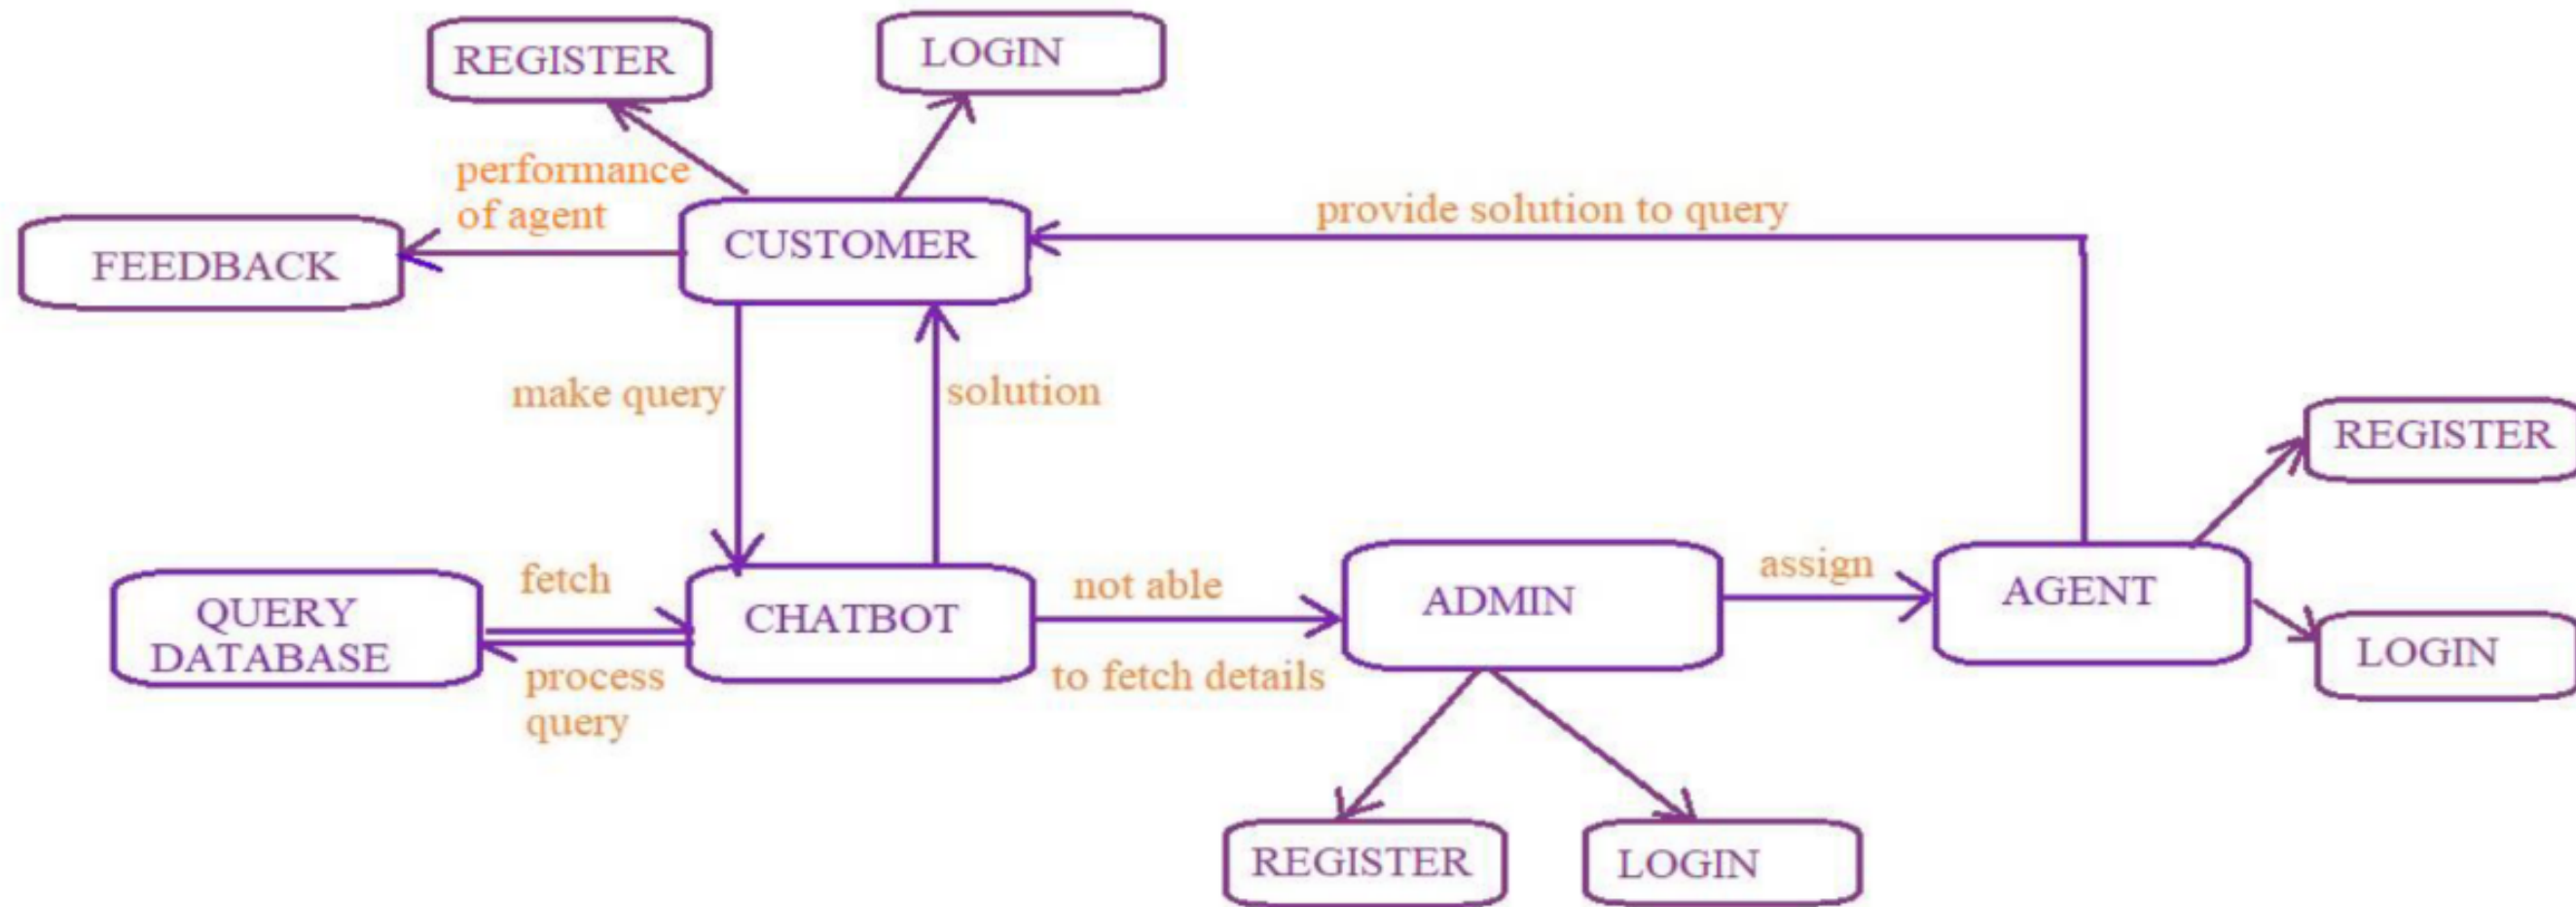 REGISTER
LOGIN
performance
of agent
provide solution to query
FEEDBACK
CUSTOMER
make query
solution
REGISTER
fetch
not able
assign
QUERY
DATABASE
CHATBOT
ADMIN
AGENT
LOGIN
process
query
to fetch details
REGISTER
LOGIN